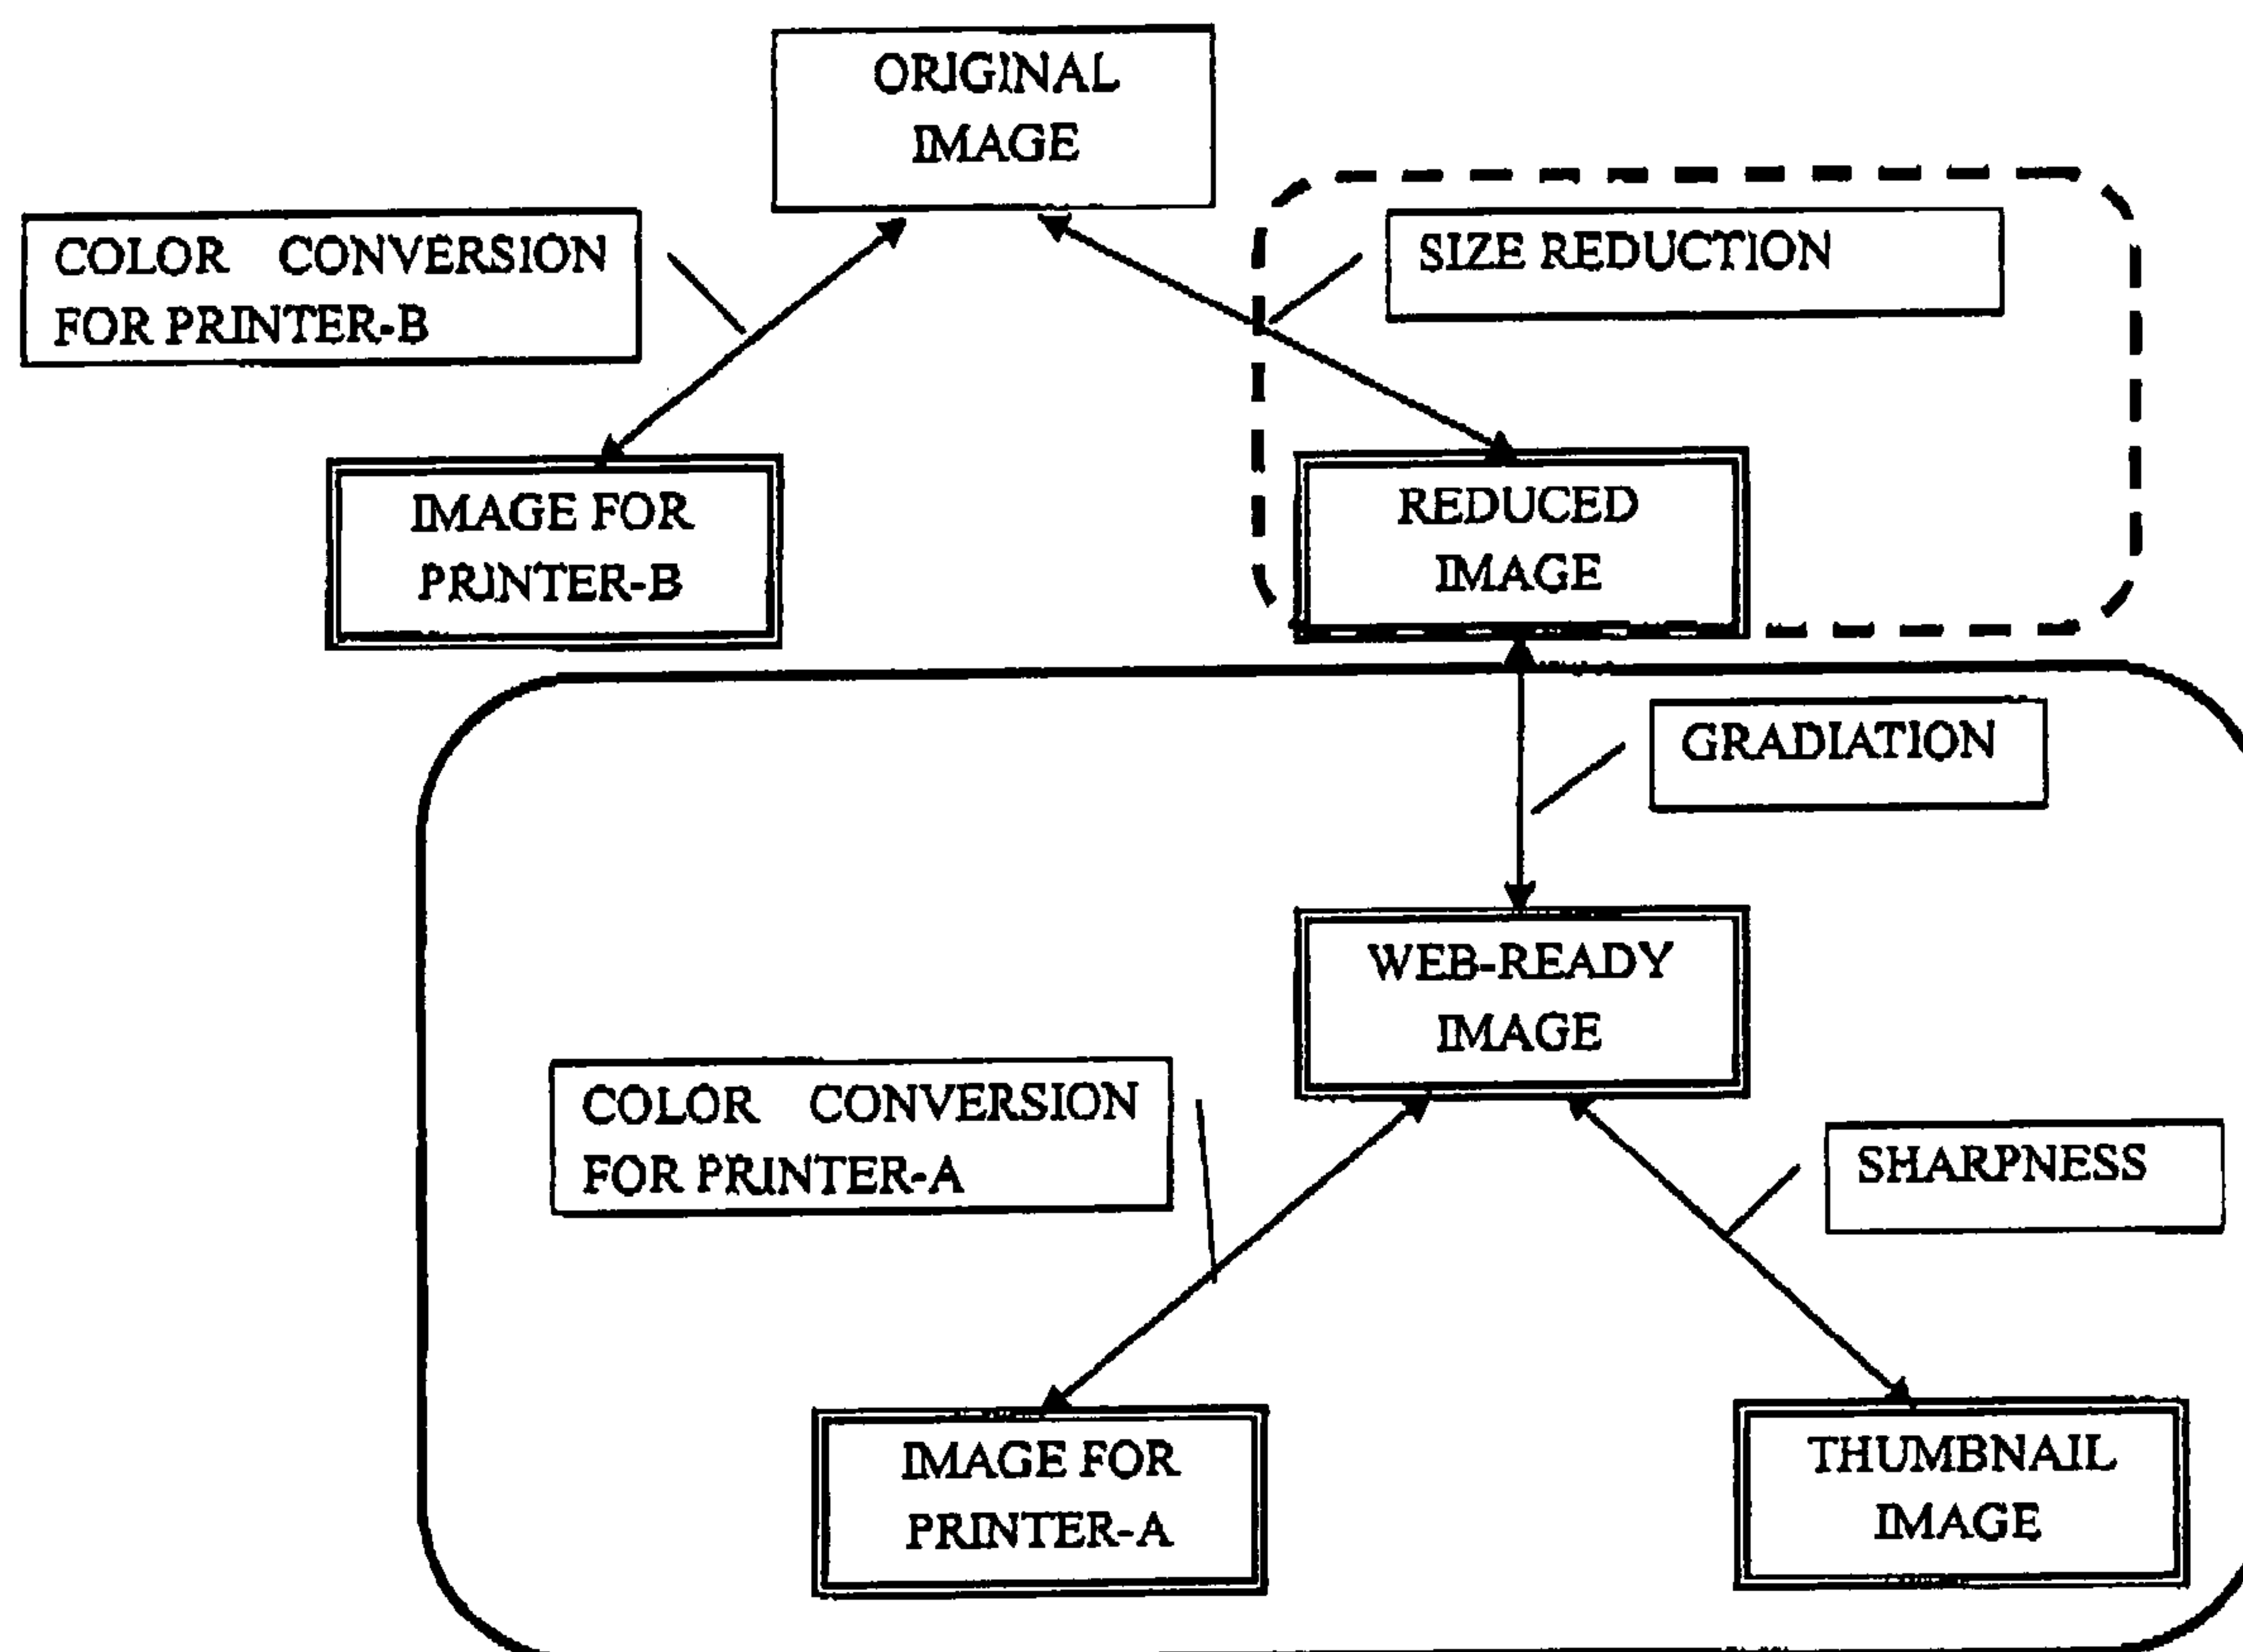 ORIGINAL
IMAGE
COLOR CONVERSION
FOR PRINTER-B
SIZE REDUCTION
IMAGE FOR
PRINTER-B
REDUCED
IMAGE
GRADIATION
WEB-READY
IMAGE
COLOR CONVERSION
FOR PRINTER-A
SHARPNESS
IMAGE FOR
PRINTER-A
THUMBNAIL
IMAGE